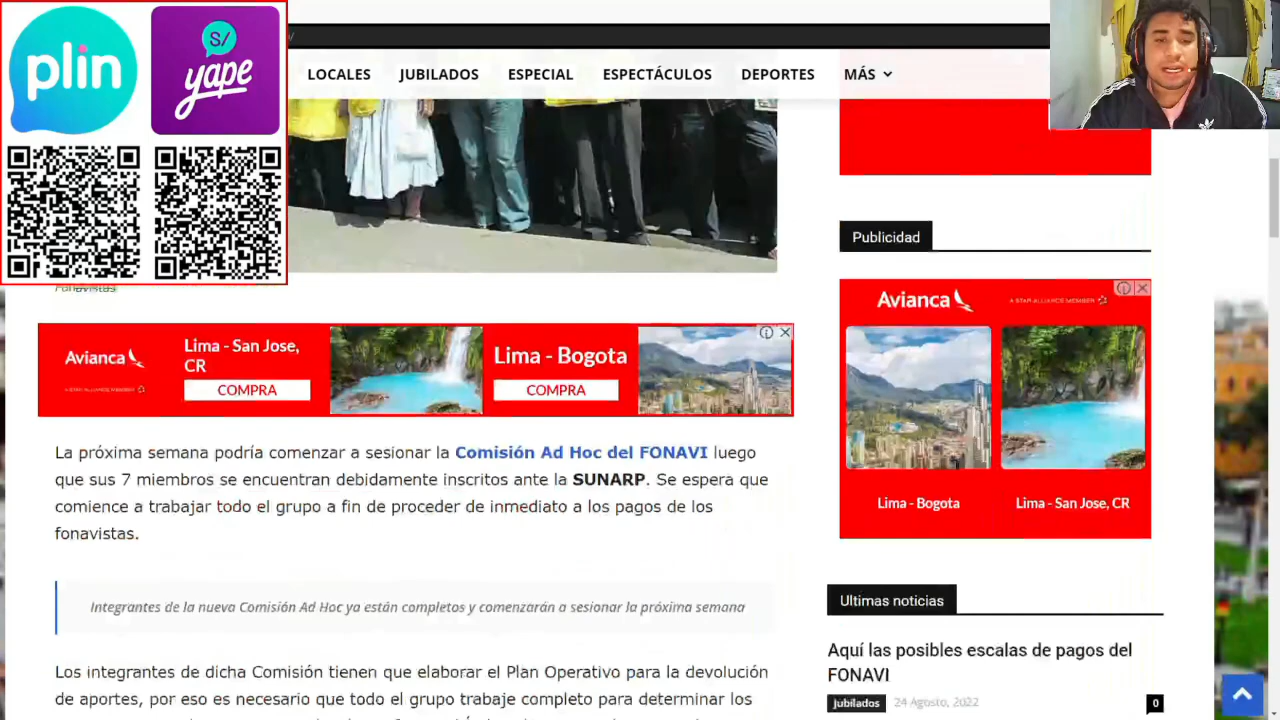 plin
S/
yape
LOCALES
JUBILADOS
ESPECIAL
ESPECTÁCULOS
DEPORTES
MÁS
Publicidad
Fonavistas
Avianca
A STAR ALLIANCE MEMBER
Lima - San Jose,
CR
COMPRA
Lima - Bogota
COMPRA
La próxima semana podría comenzar a sesionar la Comisión Ad Hoc del FONAVI luego
que sus 7 miembros se encuentran debidamente inscritos ante la SUNARP. Se espera que
comience a trabajar todo el grupo a fin de proceder de inmediato a los pagos de los
fonavistas.
Integrantes de la nueva Comisión Ad Hoc ya están completos y comenzarán a sesionar la próxima semana
Los integrantes de dicha Comisión tienen que elaborar el Plan Operativo para la devolución
de aportes, por eso es necesario que todo el grupo trabaje completo para determinar los
Avianca
A STAR ALLIANCE MEMBER
Lima - Bogota
Lima - San Jose, CR
Ultimas noticias
Aquí las posibles escalas de pagos del
FONAVI
jubilados
24 Agosto, 2022
0